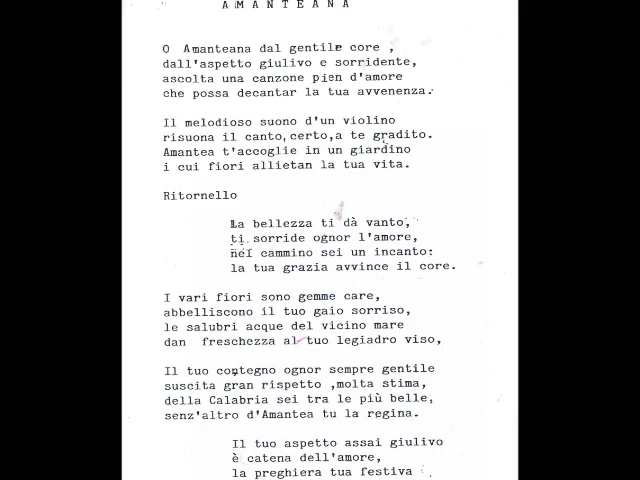 A M A N T E A N A
O Amanteana dal gentile core ,
dall'aspetto giulivo e sorridente,
ascolta una canzone pien d'amore
che possa decantar la tua avvenenza.
Il melodioso suono d'un violino
risuona il canto,certo,a te gradito.
Amantea t'accoglie in un giardino
i cui fiori allietan la tua vita.
Ritornello
La bellezza ti dà vanto,
ti sorride ognor l'amore,
nel cammino sei un incanto:
la tua grazia avvince il core.
I vari fiori sono gemme care,
abbelliscono il tuo gaio sorriso,
le salubri acque del vicino mare
dan freschezza al tuo legiadro viso,
Il tuo contegno ognor sempre gentile
suscita gran rispetto ,molta stima,
della Calabria sei tra le più belle,
senz'altro d'Amantea tu la regina.
Il tuo aspetto assai giulivo
è catena dell'amore,
la preghiera tua festiva